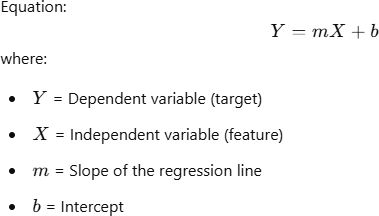 Equation:
Y = mX + b
where:
• Y = Dependent variable (target)
• X = Independent variable (feature)
• m = Slope of the regression line
• b = Intercept